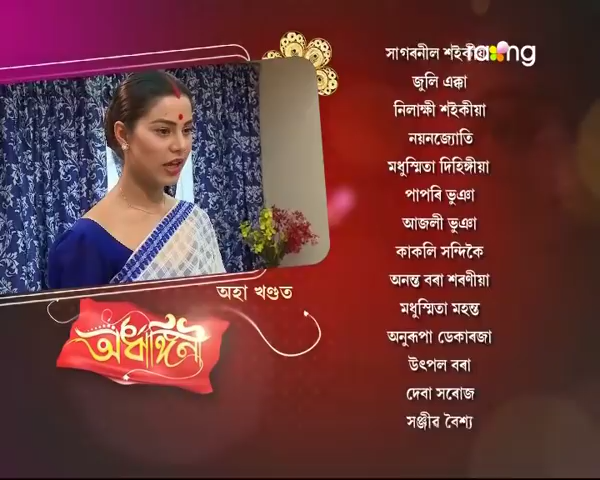 সাগৰনীল শইকীয়া
rang
জুলি এক্কা
নিলাক্ষী শইকীয়া
নয়নজ্যোতি
মধুস্মিতা দিহিঙ্গীয়া
পাপৰি ভুঞা
আজলী ভুঞা
কাকলি সন্দিকৈ
অনন্ত বৰা শৰণীয়া
মধুস্মিতা মহন্ত
অনুৰূপা ডেকাৰজা
উৎপল বৰা
দেবা সৰোজ
সঞ্জীৱ বৈশ্য
অহা খণ্ডত
অৰ্ধাঙ্গিনী